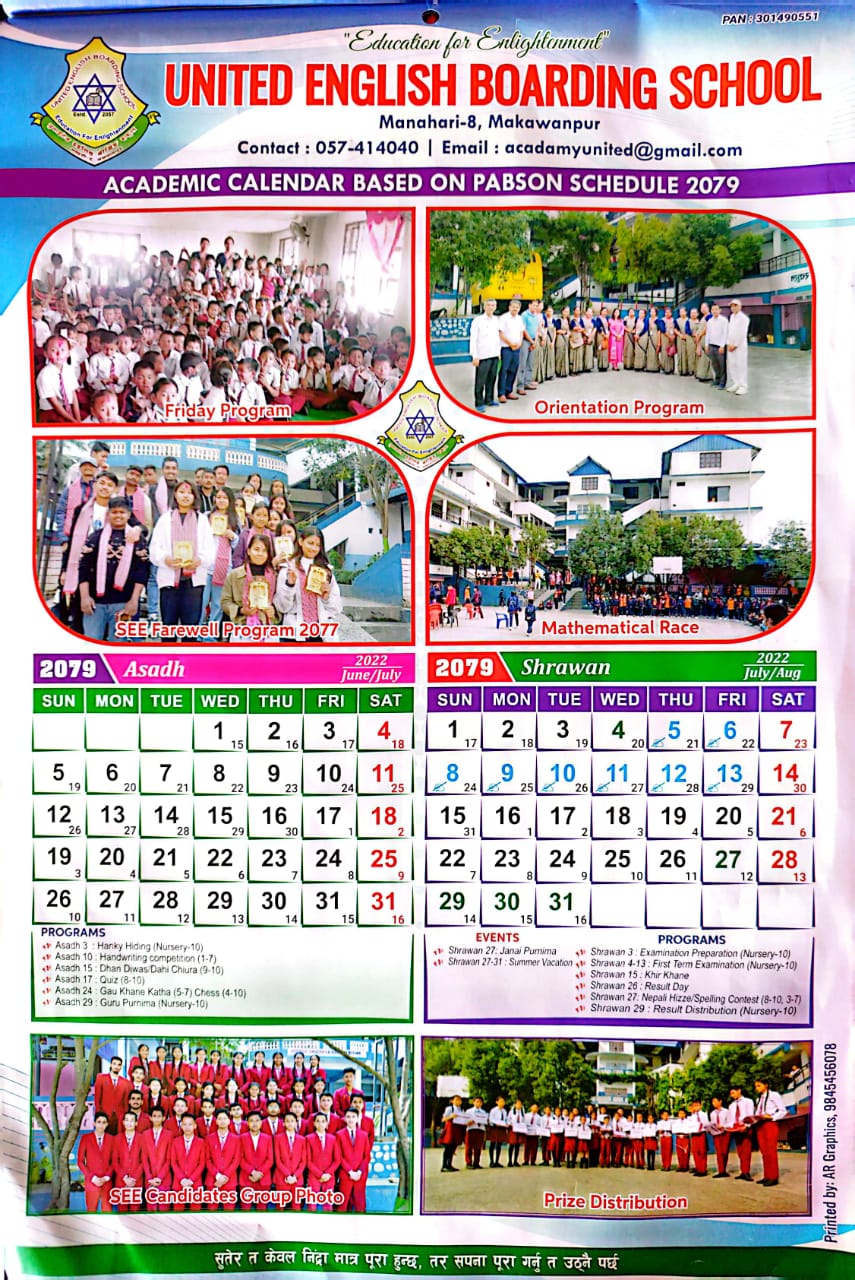 PAN : 301490551
"Education for Enlightenment"
UNITED ENGLISH BOARDING SCHOOL
Manahari-8, Makawanpur
Contact : 057-414040 | Email : acadamyunited@gmail.com
UNITED ENGLISH BOARDING SCHOOL
Estd. 2057
Education For Enlightenment
ACADEMIC CALENDAR BASED ON PABSON SCHEDULE 2079
Friday Program
Orientation Program
SEE Farewell Program 2077
Mathematical Race
2079 Asadh 2022 June/July
SUN MON TUE WED THU FRI SAT
1 15 2 16 3 17 4 18
5 19 6 20 7 21 8 22 9 23 10 24 11 25
12 26 13 27 14 28 15 29 16 30 17 1 18 2
19 3 20 4 21 5 22 6 23 7 24 8 25 9
26 10 27 11 28 12 29 13 30 14 31 15 31 16
PROGRAMS
Asadh 3 : Hanky Hiding (Nursery-10)
Asadh 10 : Handwriting competition (1-7)
Asadh 15 : Dhan Diwas/Dahi Chiura (9-10)
Asadh 17 : Quiz (8-10)
Asadh 24 : Gau Khane Katha (5-7) Chess (4-10)
Asadh 29 : Guru Purnima (Nursery-10)
2079 Shrawan 2022 July/Aug
SUN MON TUE WED THU FRI SAT
1 17 2 18 3 19 4 20 5 21 6 22 7 23
8 24 9 25 10 26 11 27 12 28 13 29 14 30
15 31 16 1 17 2 18 3 19 4 20 5 21 6
22 7 23 8 24 9 25 10 26 11 27 12 28 13
29 14 30 15 31 16
EVENTS
Shrawan 27: Janai Purnima
Shrawan 27-31 : Summer Vacation
PROGRAMS
Shrawan 3 : Examination Preparation (Nursery-10)
Shrawan 4-13 : First Term Examination (Nursery-10)
Shrawan 15 : Khir Khane
Shrawan 26 : Result Day
Shrawan 27: Nepali Hizze/Spelling Contest (8-10, 3-7)
Shrawan 29 : Result Distribution (Nursery-10)
SEE Candidates Group Photo
Prize Distribution
Printed by: AR Graphics, 9845456078
सुतेर त केवल निद्रा मात्र पूरा हुन्छ, तर सपना पूरा गर्नु त उठ्नै पर्छ